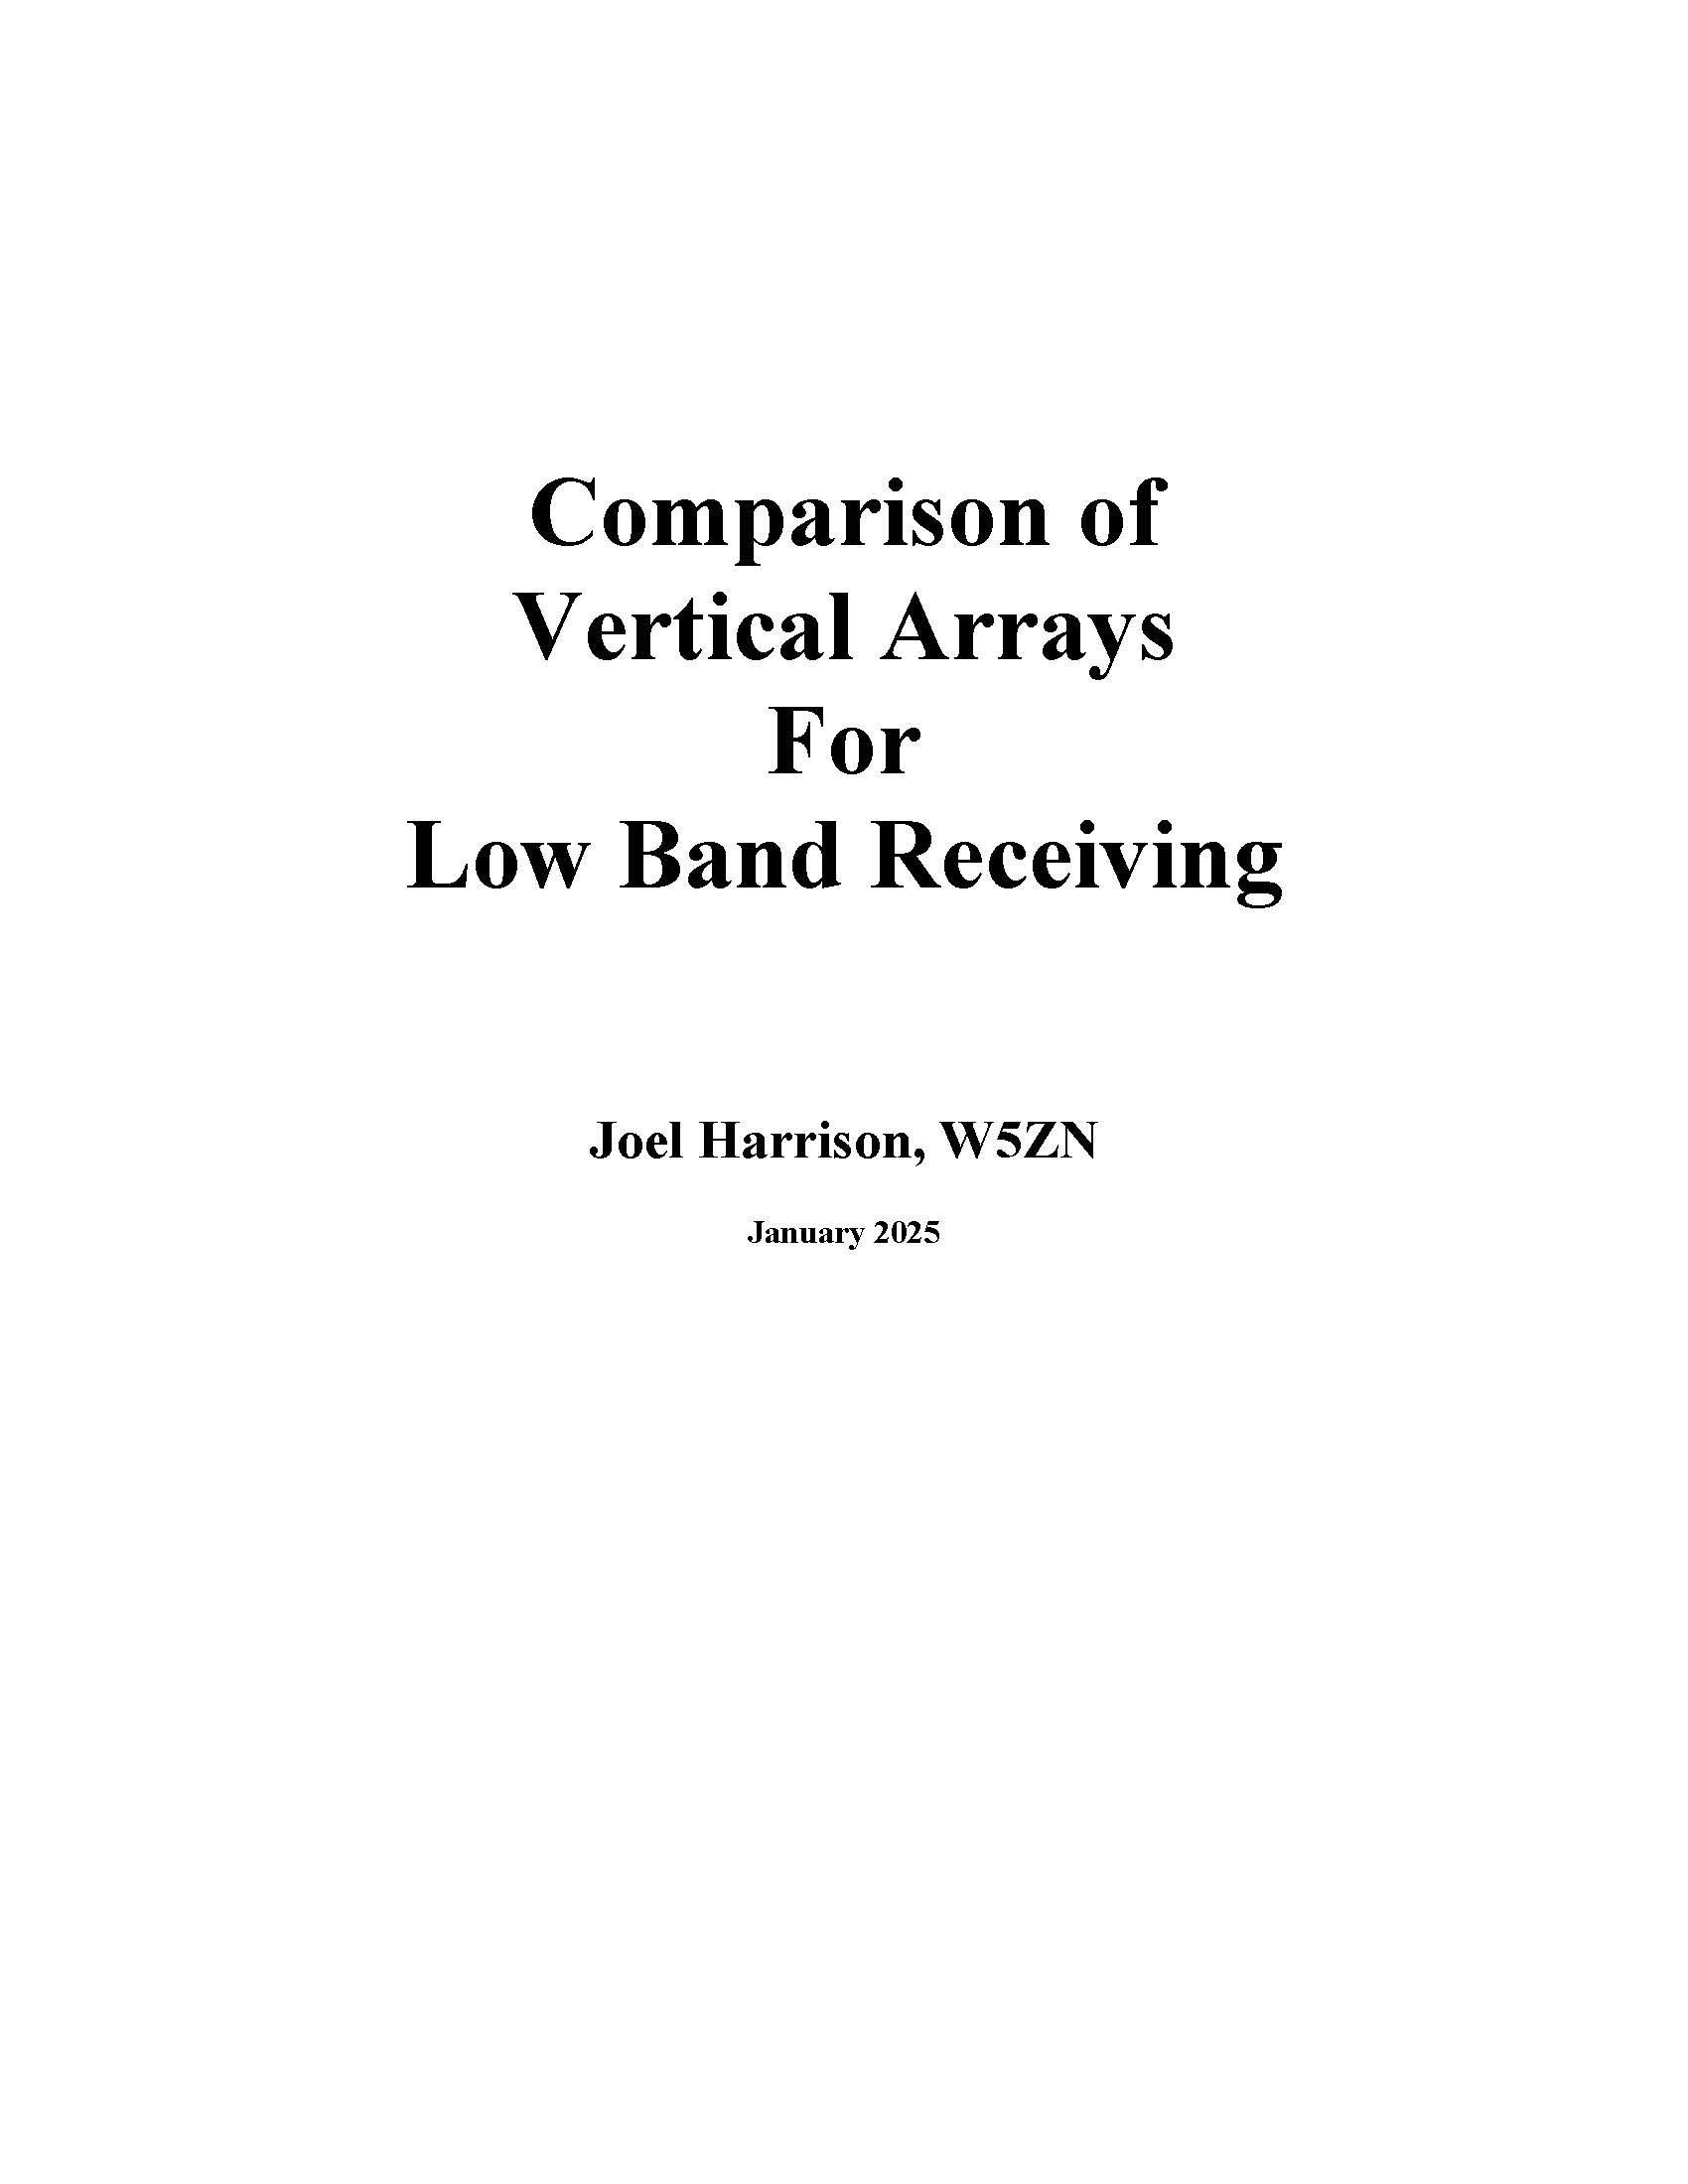 Comparison of
Vertical Arrays
For
Low Band Receiving
Joel Harrison, W5ZN
January 2025